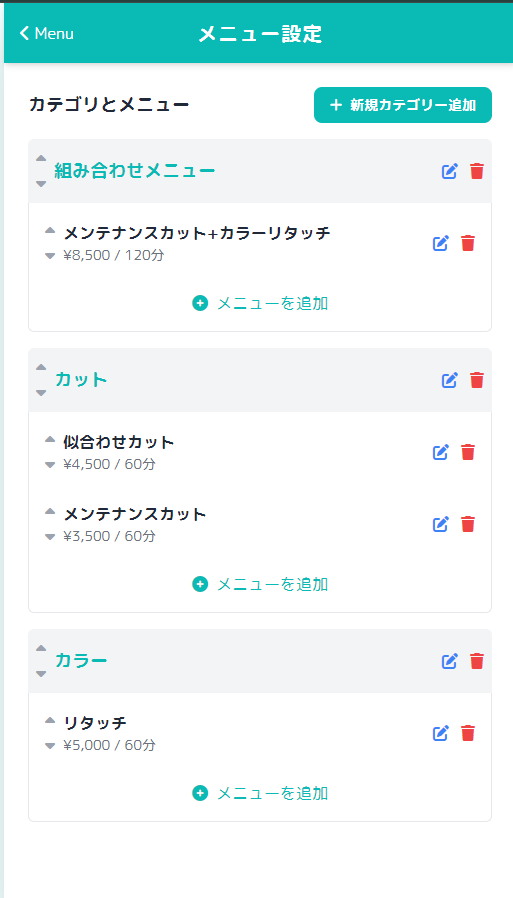 Menu
メニュー設定
カテゴリとメニュー
新規カテゴリー追加
組み合わせメニュー
メンテナンスカット+カラーリタッチ
¥8,500 / 120分
メニューを追加
カット
似合わせカット
¥4,500 / 60分
メンテナンスカット
¥3,500 / 60分
メニューを追加
カラー
リタッチ
¥5,000 / 60分
メニューを追加